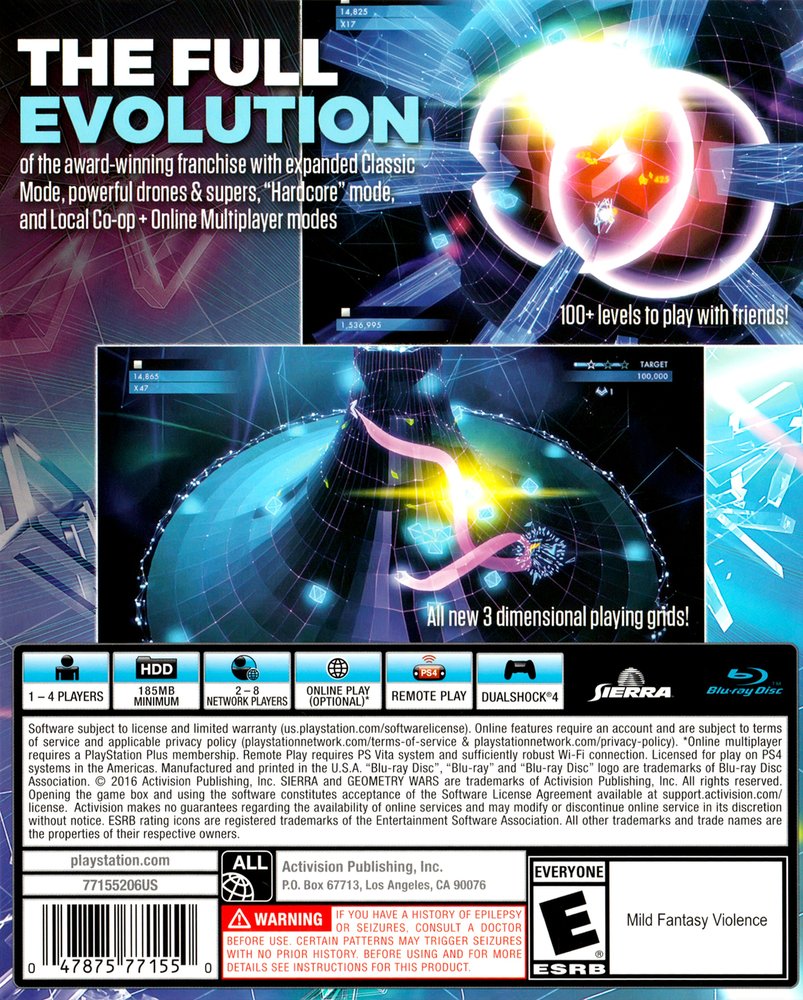 14,825
X17
THE FULL
EVOLUTION
of the award-winning franchise with expanded Classic
Mode, powerful drones & supers, “Hardcore” mode,
and Local Co-op + Online Multiplayer modes
425
1,536,995
100+ levels to play with friends!
14,865
X47
TARGET
100,000
1
All new 3 dimensional playing grids!
1 – 4 PLAYERS
HDD
185MB
MINIMUM
2 – 8
NETWORK PLAYERS
ONLINE PLAY
(OPTIONAL)*
PS4
REMOTE PLAY
DUALSHOCK®4
SIERRA
Blu-ray Disc
Software subject to license and limited warranty (us.playstation.com/softwarelicense). Online features require an account and are subject to terms
of service and applicable privacy policy (playstationnetwork.com/terms-of-service & playstationnetwork.com/privacy-policy). *Online multiplayer
requires a PlayStation Plus membership. Remote Play requires PS Vita system and sufficiently robust Wi-Fi connection. Licensed for play on PS4
systems in the Americas. Manufactured and printed in the U.S.A. “Blu-ray Disc”, “Blu-ray” and “Blu-ray Disc” logo are trademarks of Blu-ray Disc
Association. © 2016 Activision Publishing, Inc. SIERRA and GEOMETRY WARS are trademarks of Activision Publishing, Inc. All rights reserved.
Opening the game box and using the software constitutes acceptance of the Software License Agreement available at support.activision.com/
license. Activision makes no guarantees regarding the availability of online services and may modify or discontinue online service in its discretion
without notice. ESRB rating icons are registered trademarks of the Entertainment Software Association. All other trademarks and trade names are
the properties of their respective owners.
playstation.com
77155206US
ALL
Activision Publishing, Inc.
P.O. Box 67713, Los Angeles, CA 90076
WARNING
IF YOU HAVE A HISTORY OF EPILEPSY
OR SEIZURES, CONSULT A DOCTOR
BEFORE USE. CERTAIN PATTERNS MAY TRIGGER SEIZURES
WITH NO PRIOR HISTORY. BEFORE USING AND FOR MORE
DETAILS SEE INSTRUCTIONS FOR THIS PRODUCT.
0 47875 77155 0
EVERYONE
E
®
ESRB
Mild Fantasy Violence